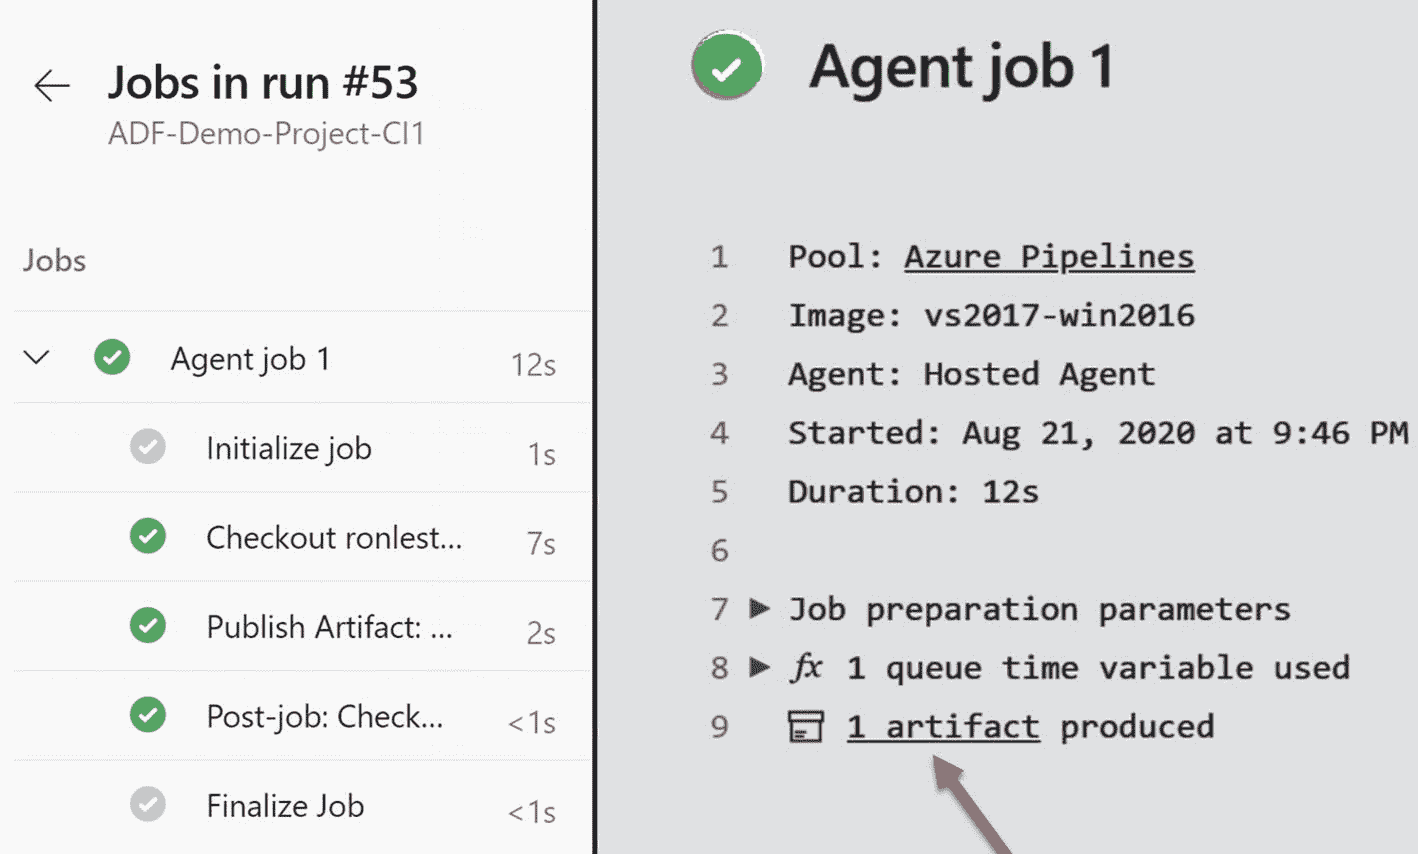 Jobs in run #53
ADF-Demo-Project-CI1
Jobs
Agent job 1 12s
Initialize job 1s
Checkout ronlest... 7s
Publish Artifact: ... 2s
Post-job: Check... <1s
Finalize Job <1s
Agent job 1
1 Pool: Azure Pipelines
2 Image: vs2017-win2016
3 Agent: Hosted Agent
4 Started: Aug 21, 2020 at 9:46 PM
5 Duration: 12s
6
7 Job preparation parameters
8 fx 1 queue time variable used
9 1 artifact produced